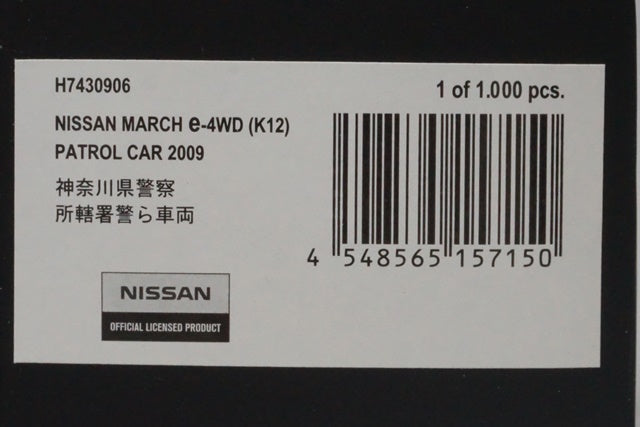 H7430906
1 of 1.000 pcs.
NISSAN MARCH e-4WD (K12)
PATROL CAR 2009
神奈川県警察
所轄署警ら車両
4 548565 157150
NISSAN
OFFICIAL LICENSED PRODUCT